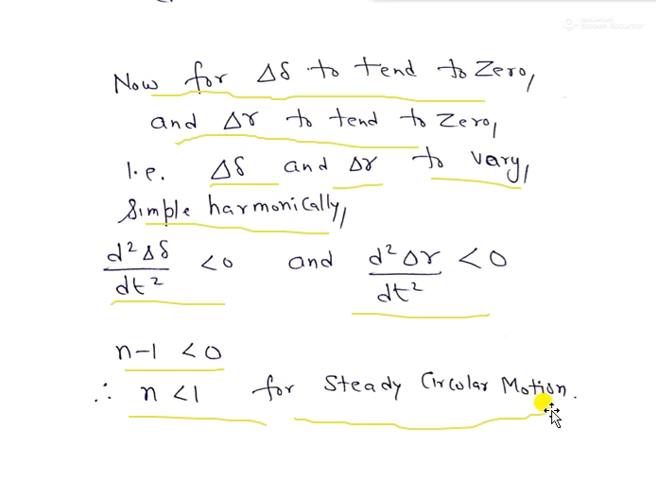 Now for Δδ to tend to Zero,
and Δr to tend to Zero,
i.e. Δδ and Δr to vary,
simple harmonically,
d²Δδ/dt² <0 and d²Δr/dt² <0
n-1 <0
∴ n<1 for Steady Circular Motion.